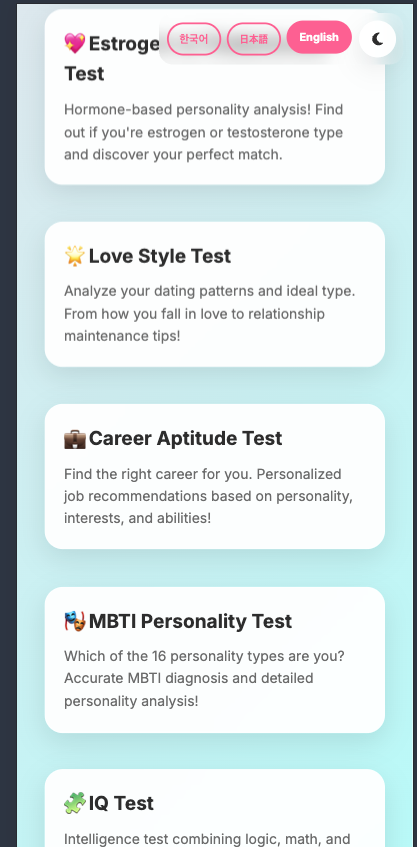 한국어 日本語 English
💖 Estroge
Test
Hormone-based personality analysis! Find
out if you're estrogen or testosterone type
and discover your perfect match.
🌟 Love Style Test
Analyze your dating patterns and ideal type.
From how you fall in love to relationship
maintenance tips!
💼 Career Aptitude Test
Find the right career for you. Personalized
job recommendations based on personality,
interests, and abilities!
🎭 MBTI Personality Test
Which of the 16 personality types are you?
Accurate MBTI diagnosis and detailed
personality analysis!
🧩 IQ Test
Intelligence test combining logic, math, and